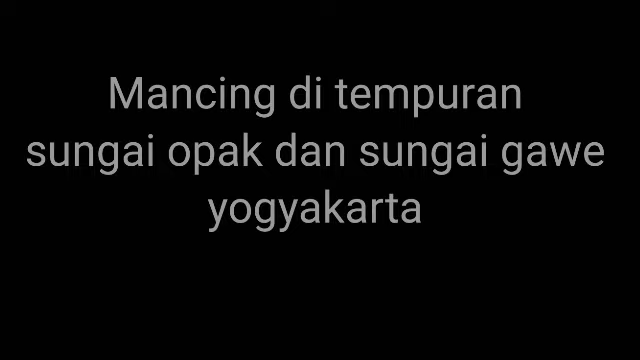 Mancing di tempuran
sungai opak dan sungai gawe
yogyakarta